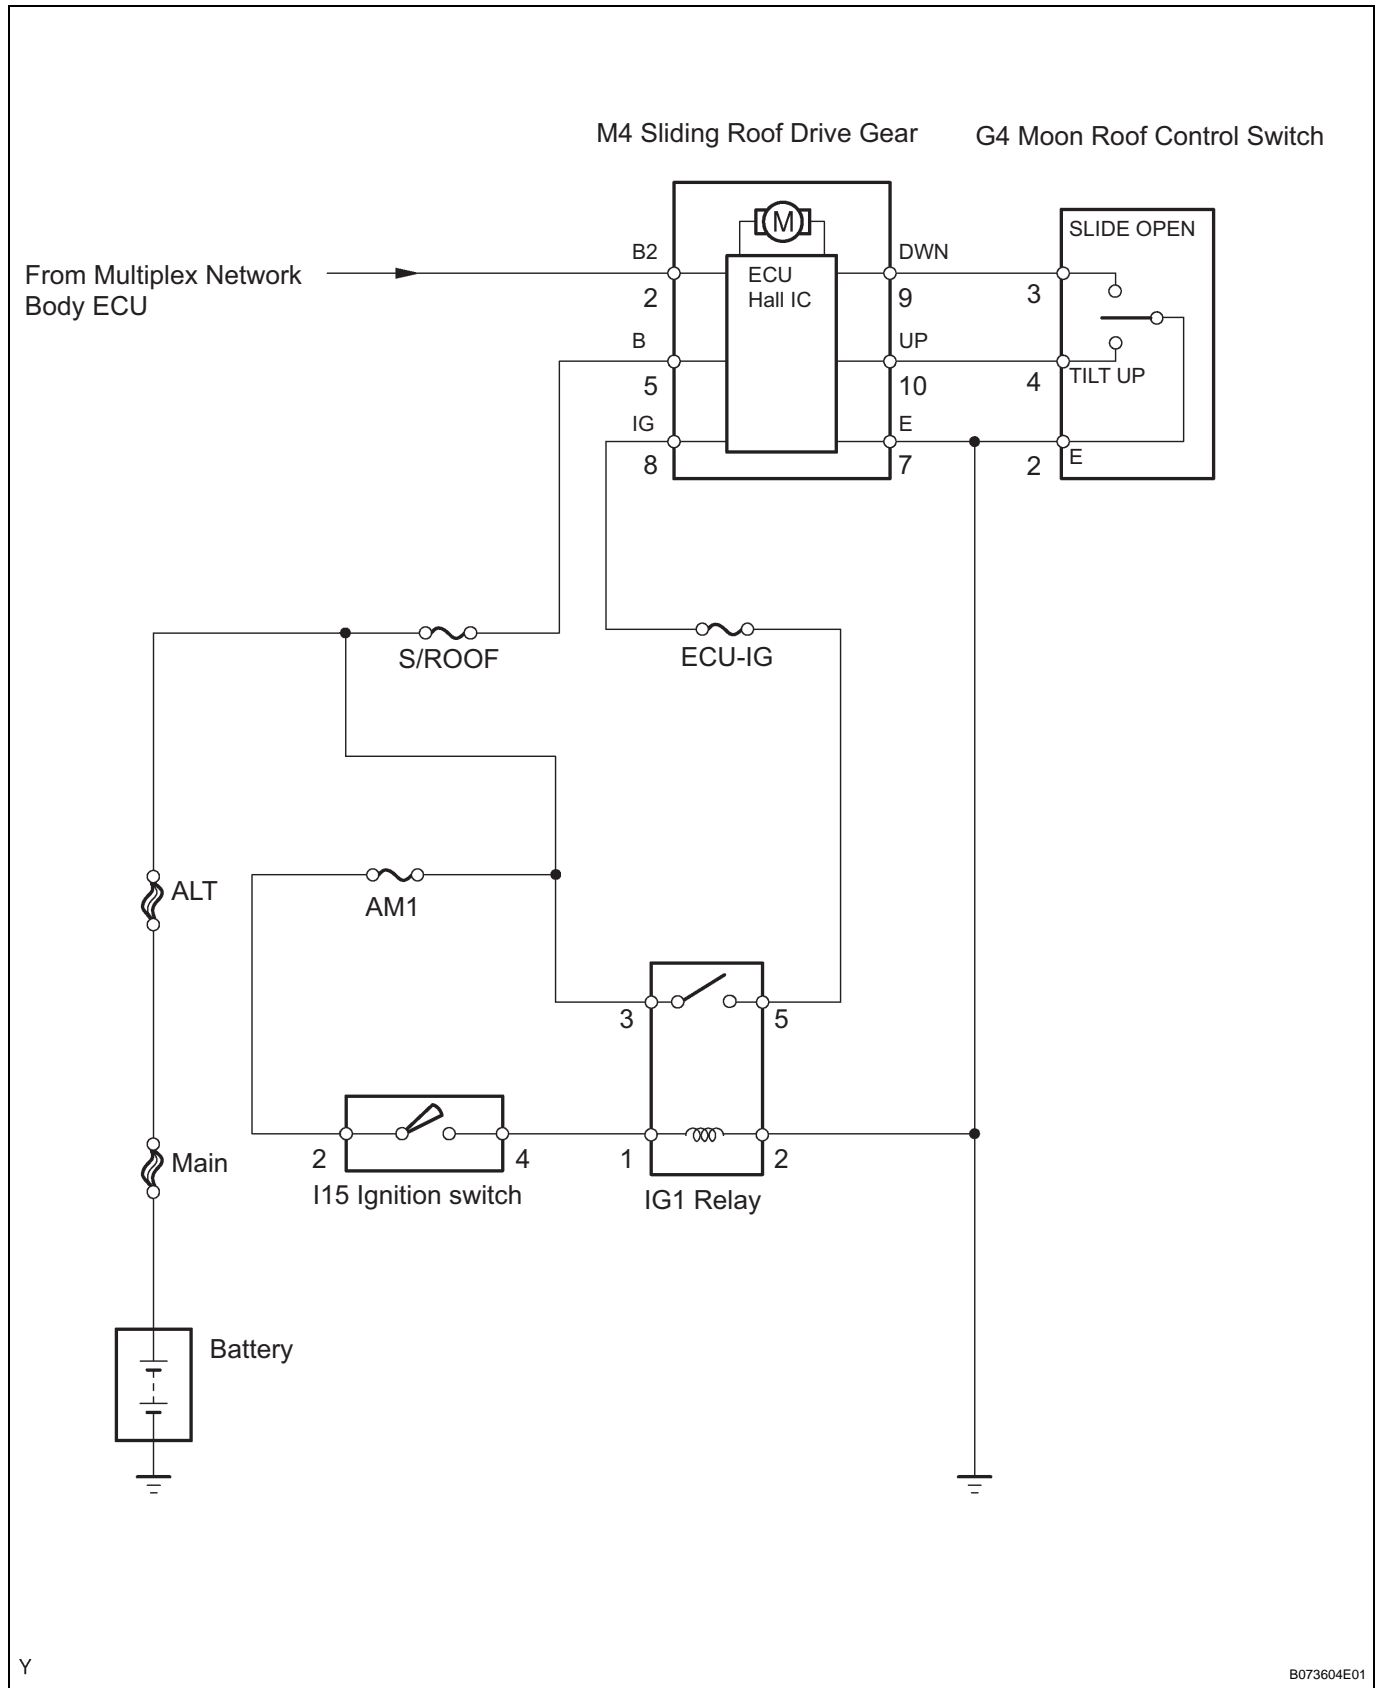 M4 Sliding Roof Drive Gear
G4 Moon Roof Control Switch
M
SLIDE OPEN
B2
DWN
From Multiplex Network
Body ECU
ECU
Hall IC
2
9
3
B
UP
5
10
4
TILT UP
IG
E
8
7
2
E
S/ROOF
ECU-IG
ALT
AM1
3
5
Main
2
4
1
2
I15 Ignition switch
IG1 Relay
Battery
Y
B073604E01